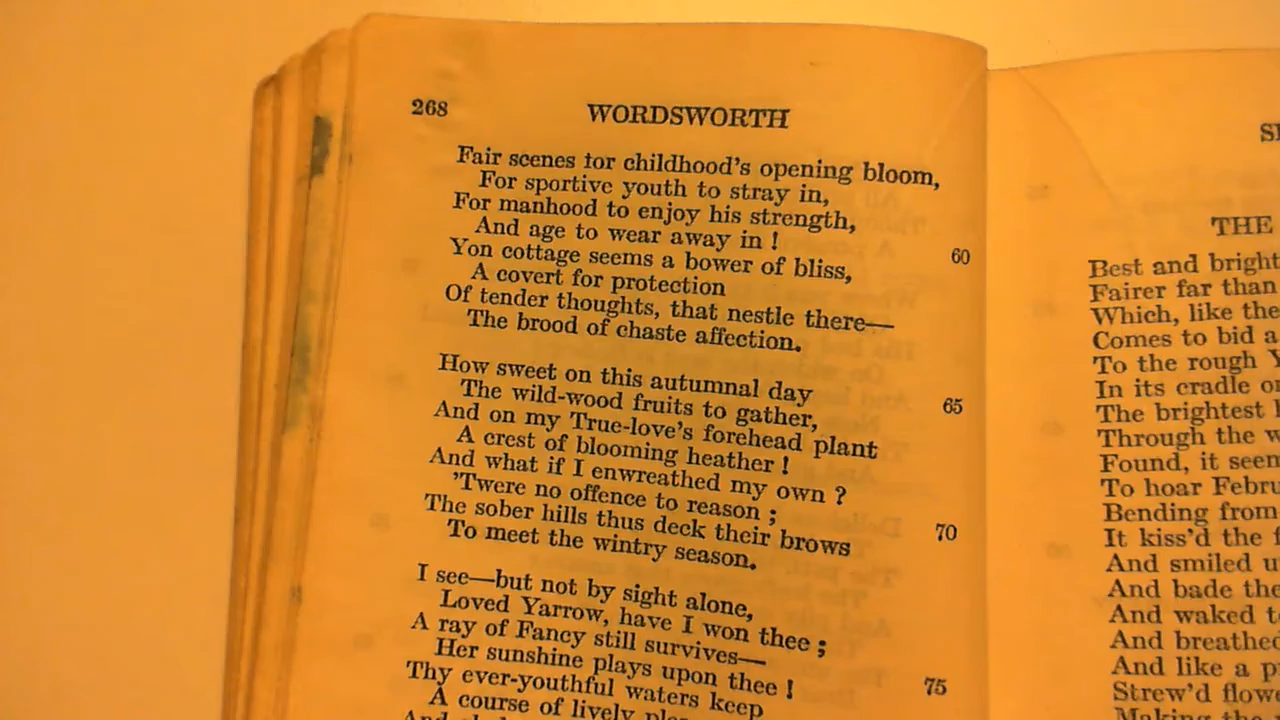 268 WORDSWORTH
Fair scenes for childhood's opening bloom,
For sportive youth to stray in,
For manhood to enjoy his strength,
And age to wear away in !
60
Yon cottage seems a bower of bliss,
A covert for protection
Of tender thoughts, that nestle there—
The brood of chaste affection.
How sweet on this autumnal day
65
The wild-wood fruits to gather,
And on my True-love's forehead plant
A crest of blooming heather !
And what if I enwreathed my own ?
'Twere no offence to reason ;
70
The sober hills thus deck their brows
To meet the wintry season.
I see—but not by sight alone,
Loved Yarrow, have I won thee ;
A ray of Fancy still survives—
Her sunshine plays upon thee !
75
Thy ever-youthful waters keep
A course of lively
THE
Best and bright
Fairer far than
Which, like the
Comes to bid a
To the rough
In its cradle
The brightest
Through the
Found, it seem
To hoar Febru
Bending from
It kiss'd the
And smiled
And bade the
And waked
And breathed
And like a
Strew'd